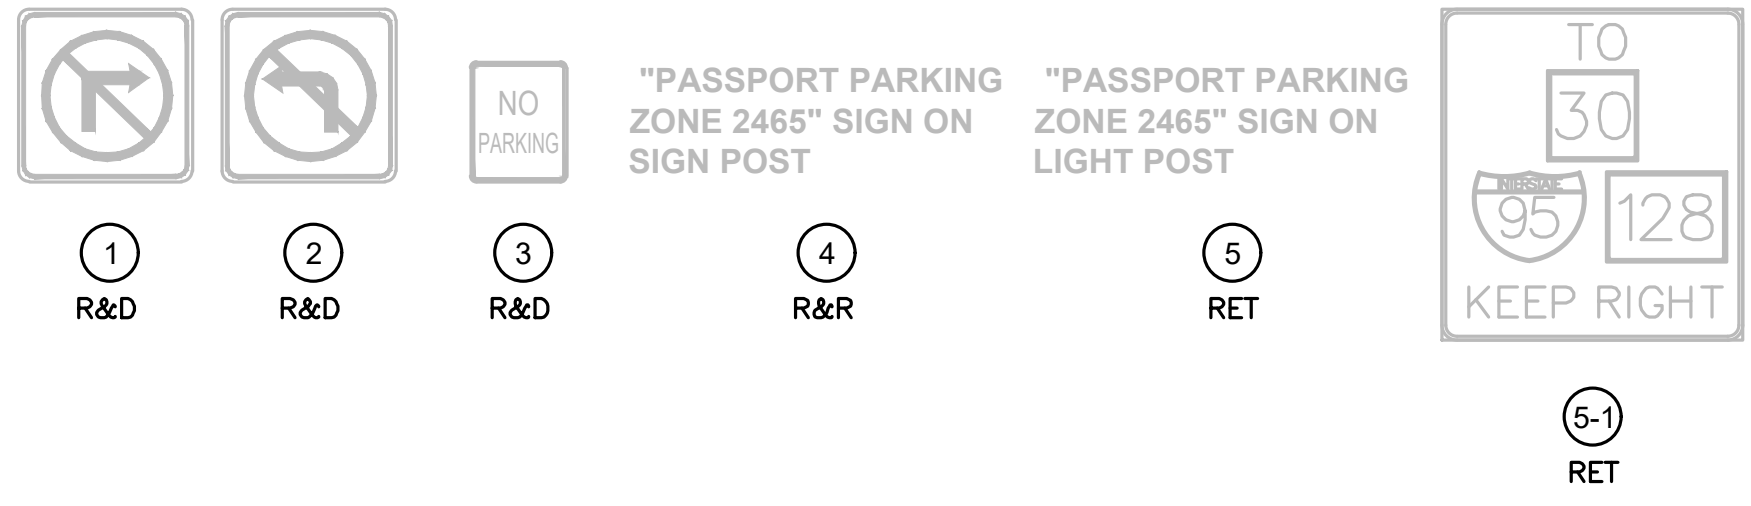 NO
PARKING
"PASSPORT PARKING
ZONE 2465" SIGN ON
SIGN POST
"PASSPORT PARKING
ZONE 2465" SIGN ON
LIGHT POST
TO
30
INTERSTATE
95
128
KEEP RIGHT
1
R&D
2
R&D
3
R&D
4
R&R
5
RET
5-1
RET